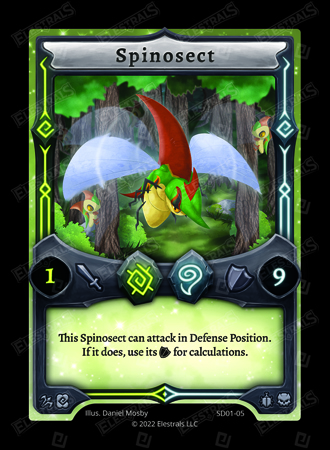 Spinosect
1
9
This Spinosect can attack in Defense Position.
If it does, use its for calculations.
Illus. Daniel Mosby
SD01-05
© 2022 Elestrals LLC
ELESTRALS